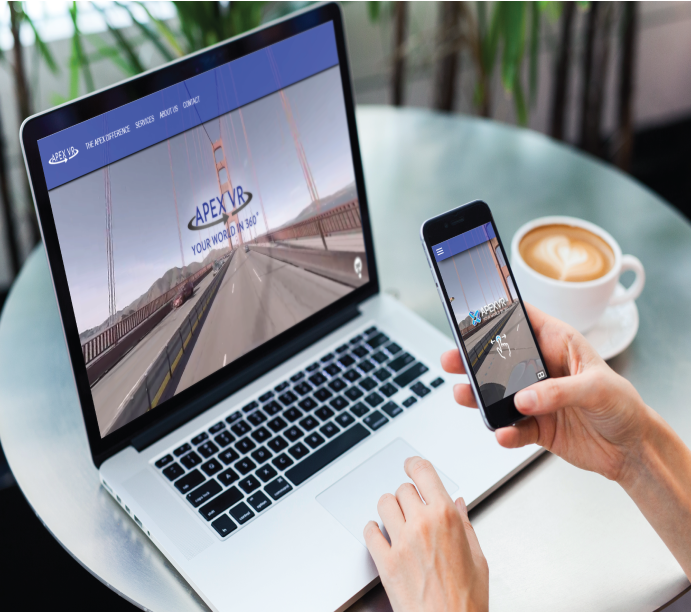 APEX VR
THE APEX DIFFERENCE SERVICES ABOUT US CONTACT
APEX VR
YOUR WORLD IN 360°
APEX VR